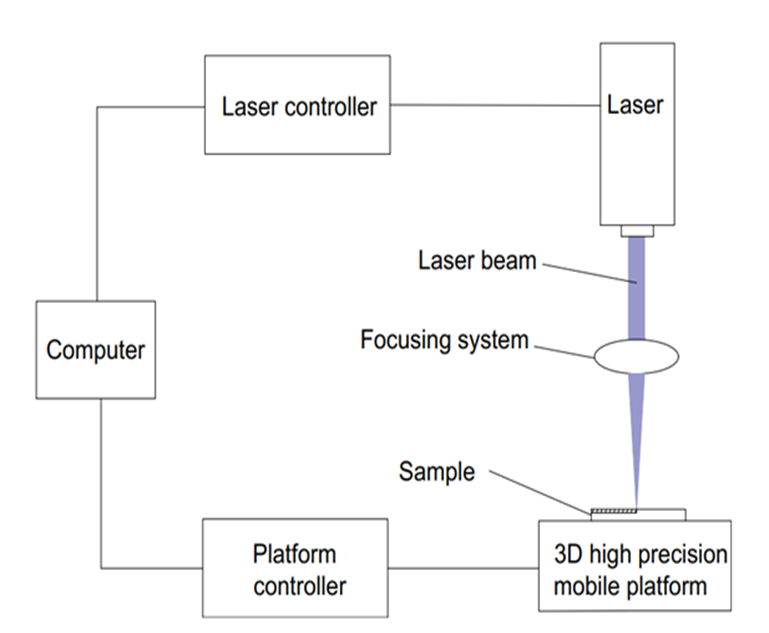 Laser controller
Laser
Laser beam
Focusing system
Computer
Sample
Platform
controller
3D high precision
mobile platform